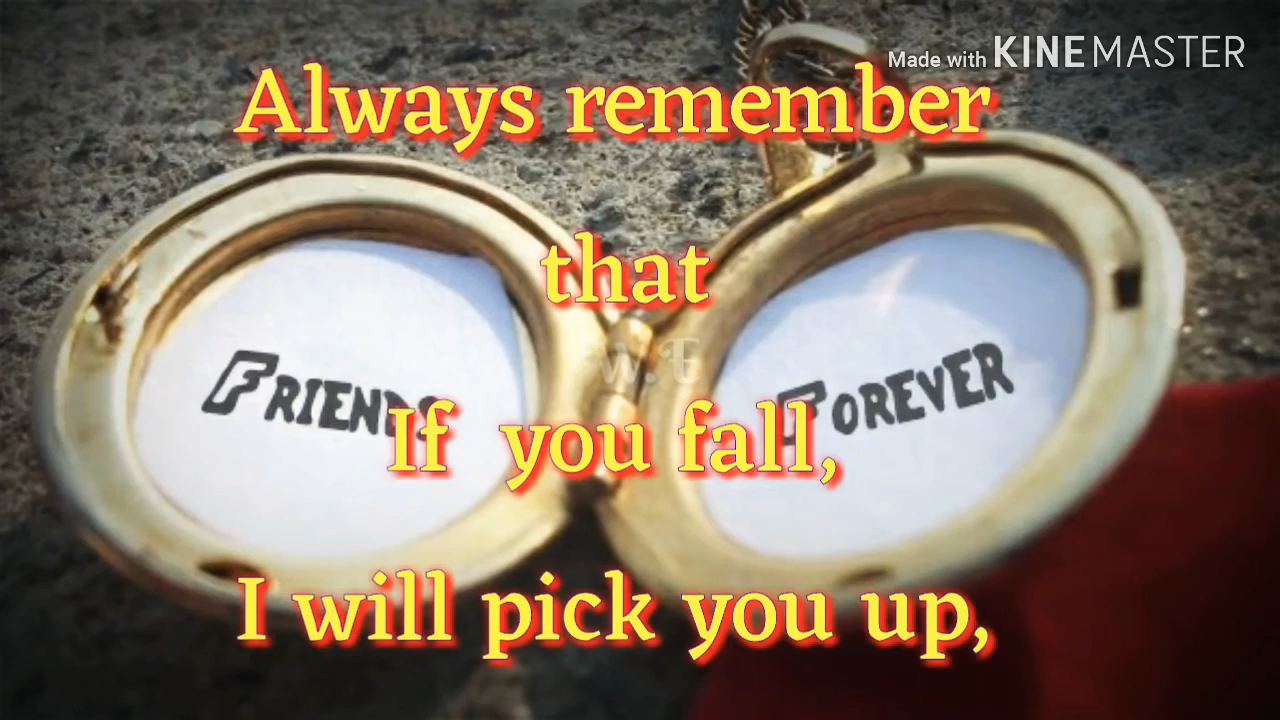 Made with KINEMASTER
Always remember
that
W.E
FRIENDS
FOREVER
If you fall,
I will pick you up,